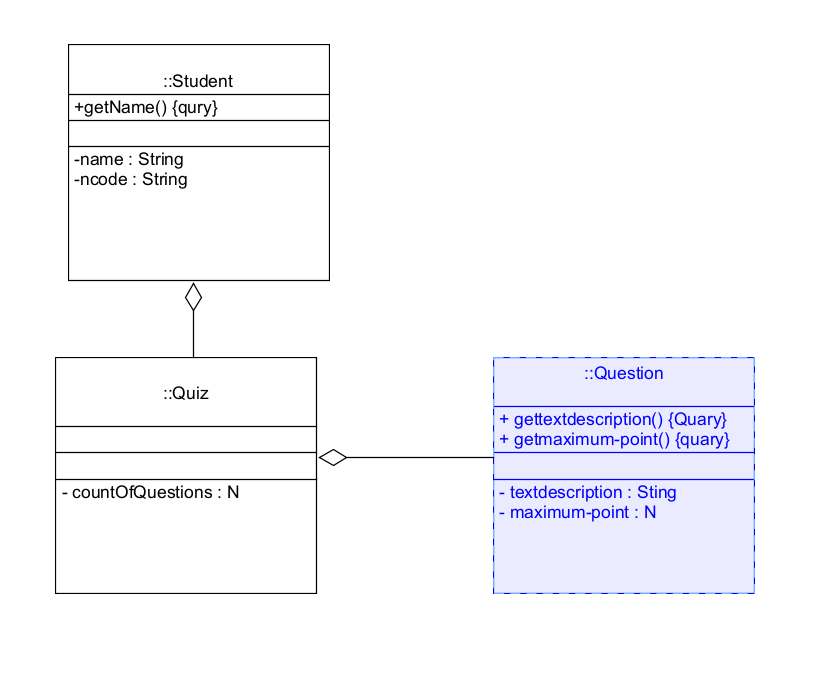 ::Student
+getName() {qury}
-name : String
-ncode : String
::Quiz
- countOfQuestions : N
::Question
+ gettextdescription() {Quary}
+ getmaximum-point() {quary}
- textdescription : Sting
- maximum-point : N